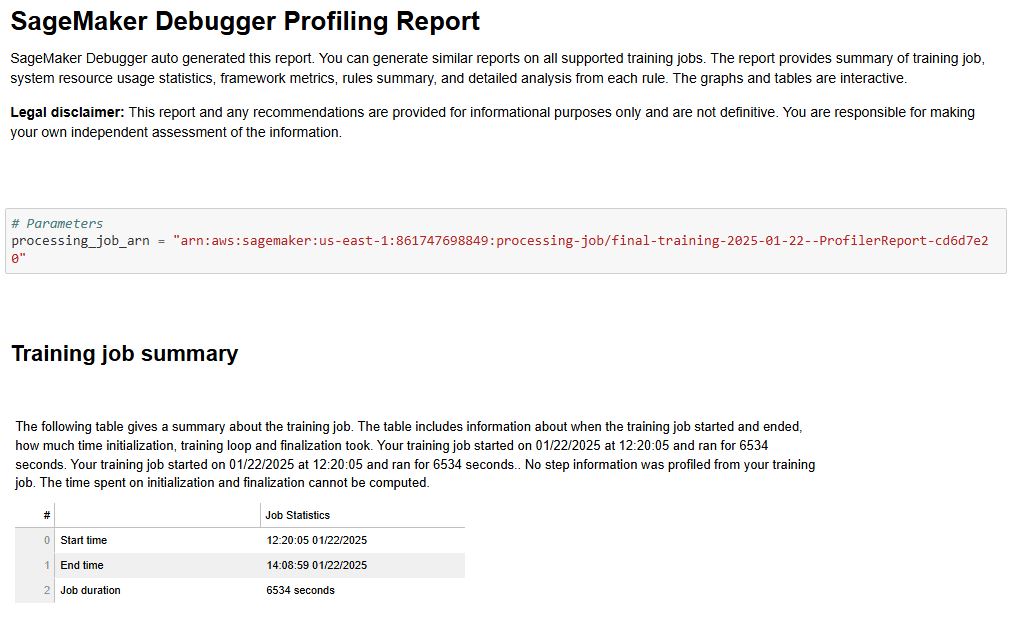 SageMaker Debugger Profiling Report
SageMaker Debugger auto generated this report. You can generate similar reports on all supported training jobs. The report provides summary of training job,
system resource usage statistics, framework metrics, rules summary, and detailed analysis from each rule. The graphs and tables are interactive.
Legal disclaimer: This report and any recommendations are provided for informational purposes only and are not definitive. You are responsible for making
your own independent assessment of the information.
# Parameters
processing_job_arn = "arn:aws:sagemaker:us-east-1:861747698849:processing-job/final-training-2025-01-22--ProfilerReport-cd6d7e2
0"
Training job summary
The following table gives a summary about the training job. The table includes information about when the training job started and ended,
how much time initialization, training loop and finalization took. Your training job started on 01/22/2025 at 12:20:05 and ran for 6534
seconds. Your training job started on 01/22/2025 at 12:20:05 and ran for 6534 seconds.. No step information was profiled from your training
job. The time spent on initialization and finalization cannot be computed.
# Job Statistics
0 Start time 12:20:05 01/22/2025
1 End time 14:08:59 01/22/2025
2 Job duration 6534 seconds